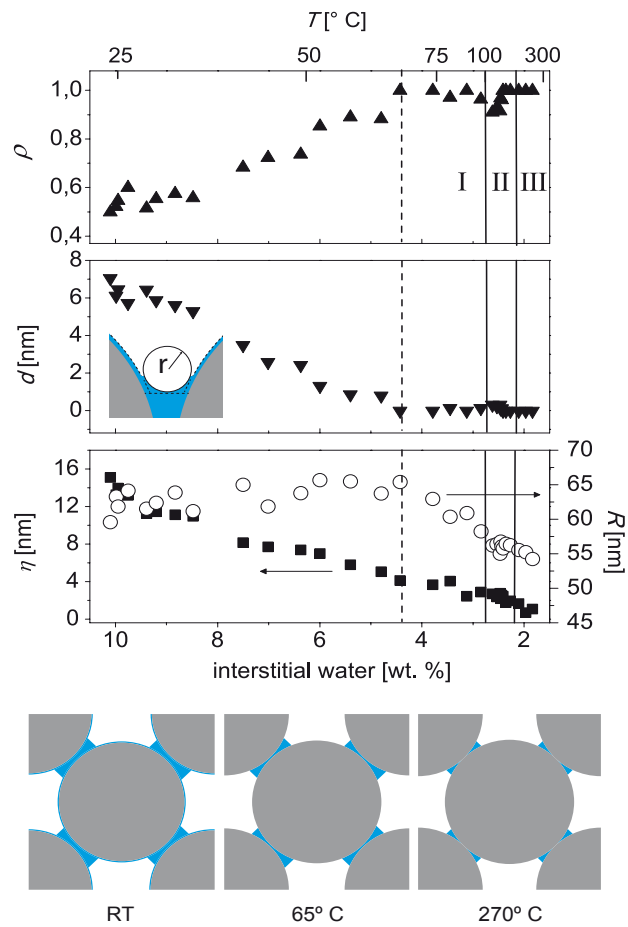 T [° C]
25 50 75 100 300
1,0
0,8
0,6
0,4
ρ
I II III
8
6
4
2
0
d [nm]
r
16
12
8
4
0
η [nm]
70
65
60
55
50
45
R [nm]
10 8 6 4 2
interstitial water [wt. %]
RT 65º C 270º C